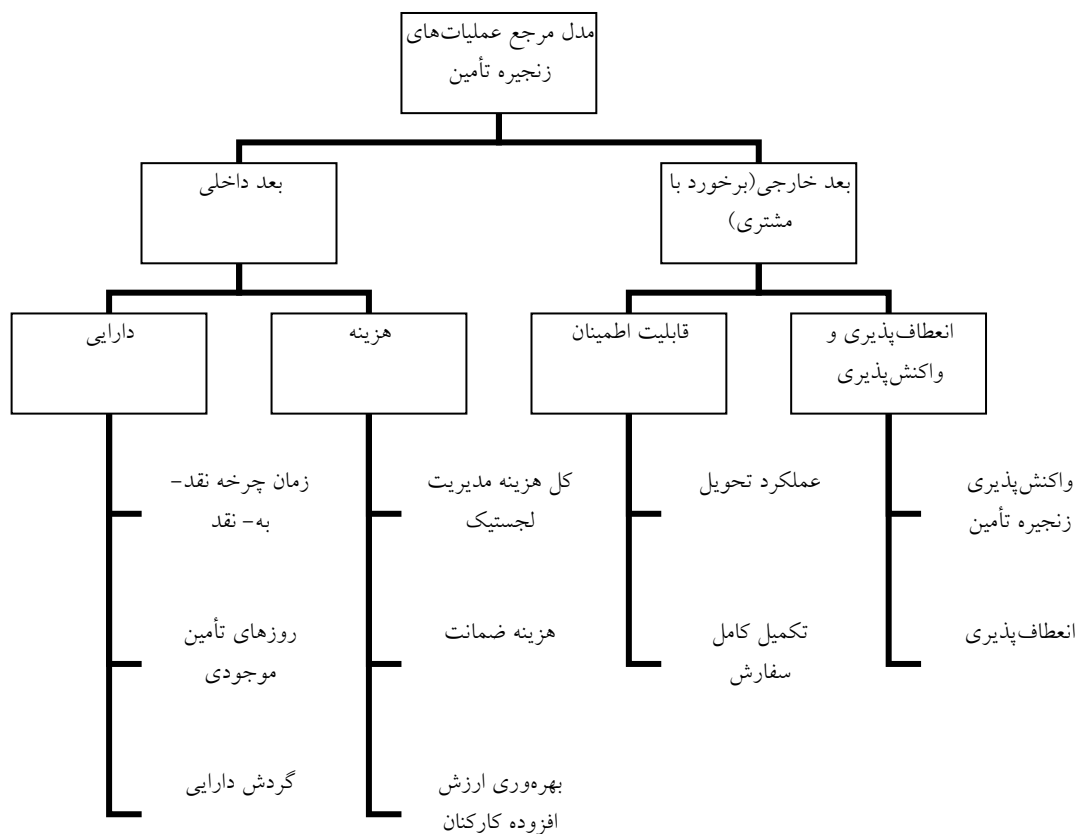 مدل مرجع عملیات‌های
زنجیره تأمین
بعد خارجی(برخورد با
مشتری)
بعد داخلی
انعطاف‌پذیری و
واکنش‌پذیری
قابلیت اطمینان
هزینه
دارایی
واکنش‌پذیری
زنجیره تأمین
انعطاف‌پذیری
عملکرد تحویل
تکمیل کامل
سفارش
کل هزینه مدیریت
لجستیک
هزینه ضمانت
بهره‌وری ارزش
افزوده کارکنان
زمان چرخه نقد-
به- نقد
روزهای تأمین
موجودی
گردش دارایی